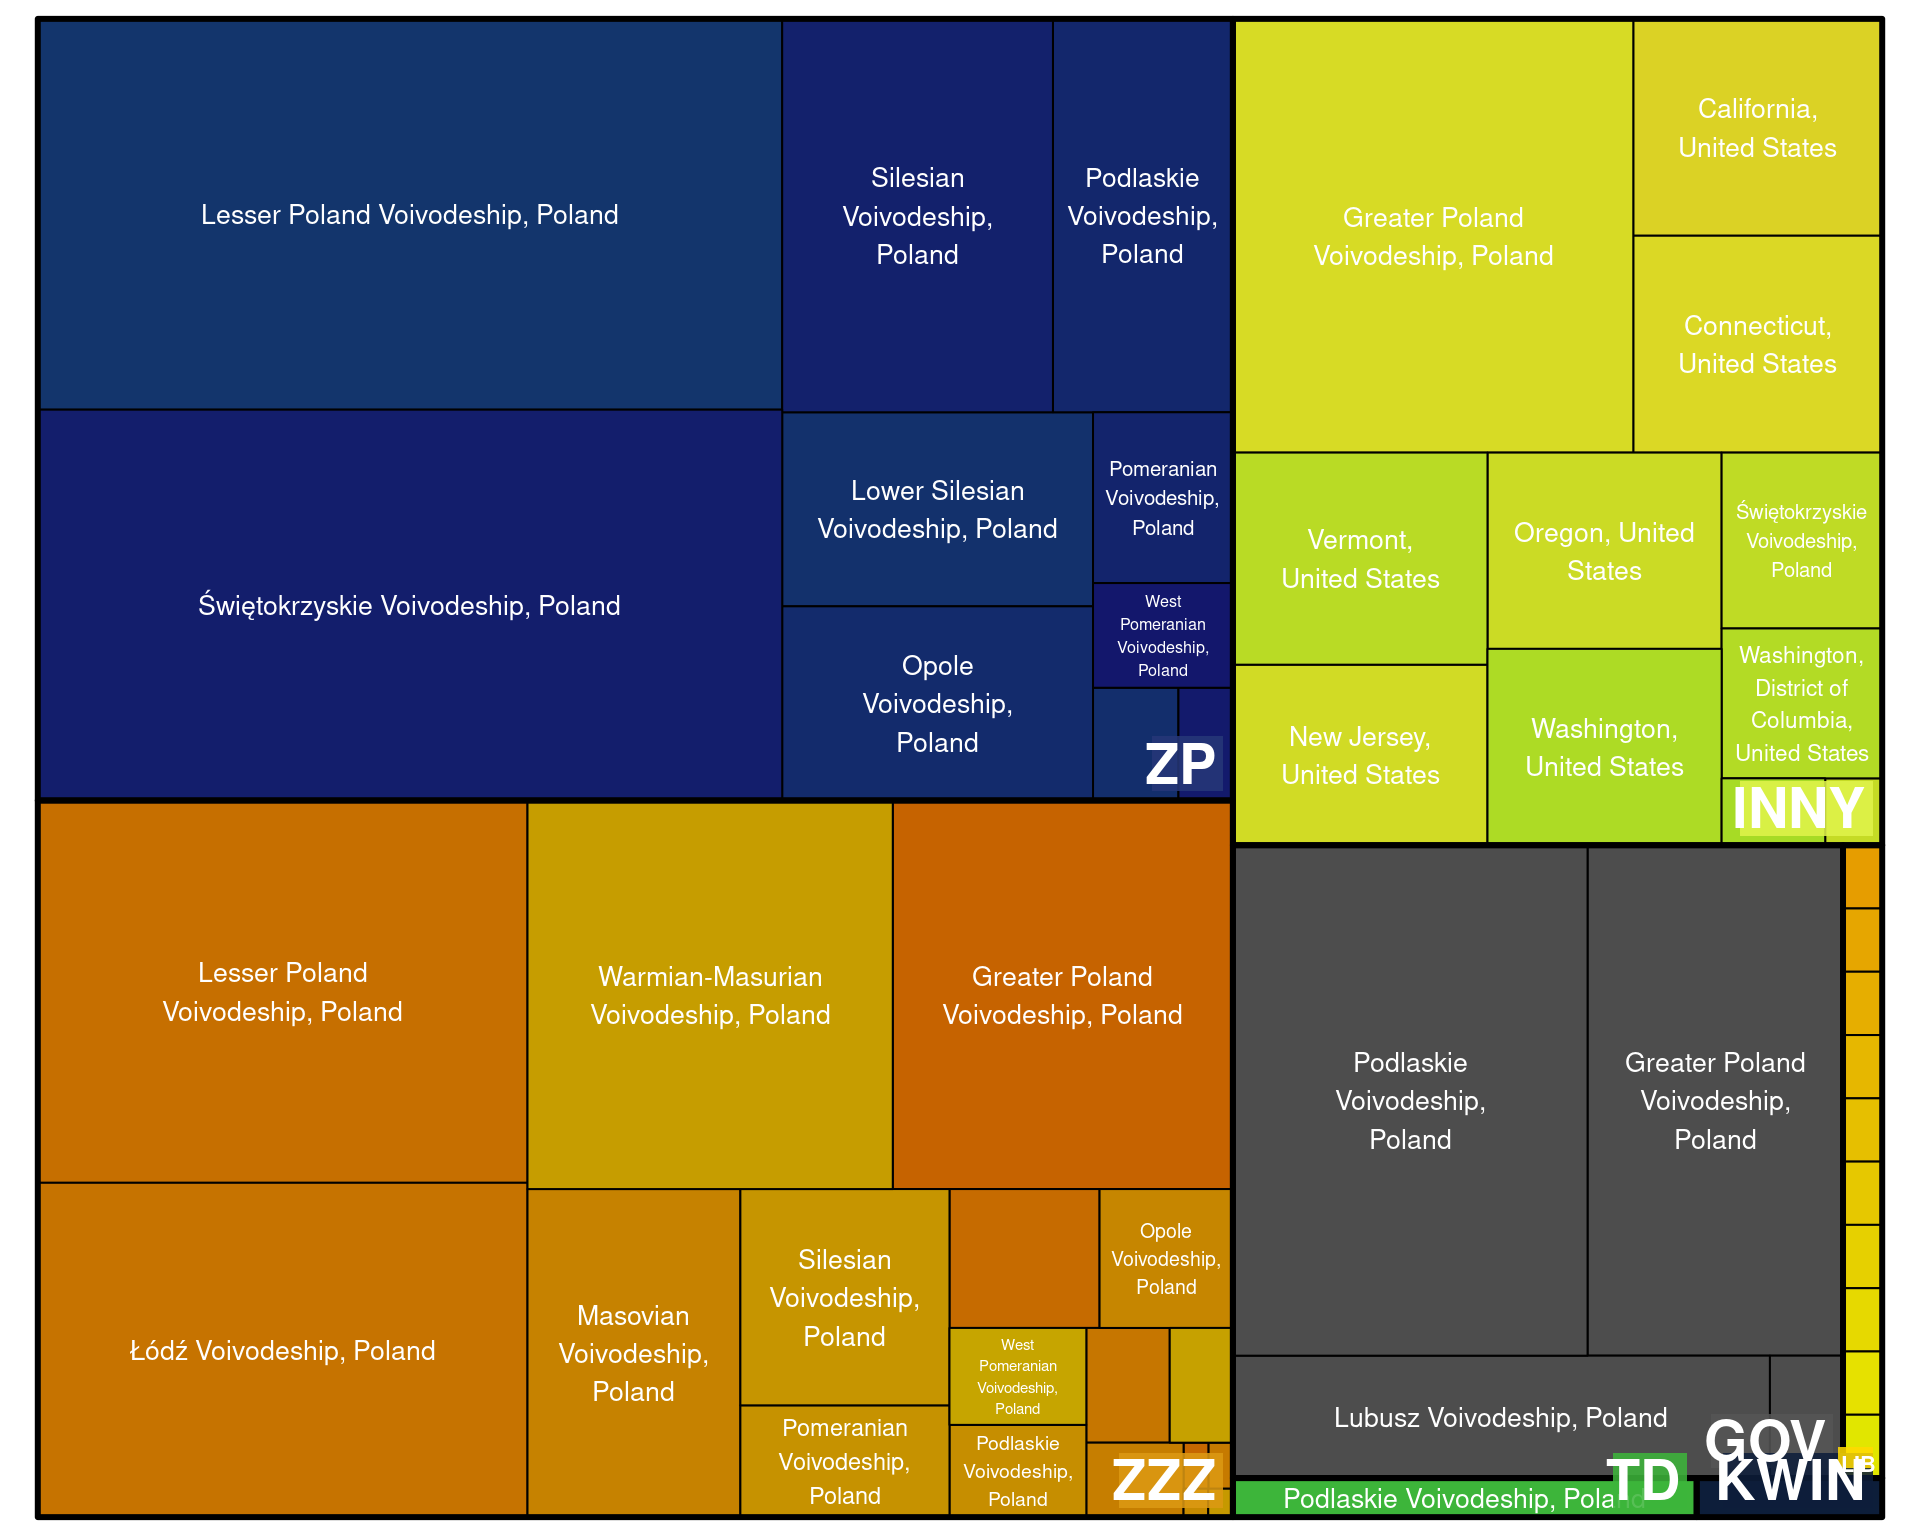 Lesser Poland Voivodeship, Poland
Silesian
Voivodeship,
Poland
Podlaskie
Voivodeship,
Poland
Świętokrzyskie Voivodeship, Poland
Lower Silesian
Voivodeship, Poland
Pomeranian
Voivodeship,
Poland
West
Pomeranian
Voivodeship,
Poland
Opole
Voivodeship,
Poland
ZP
Greater Poland
Voivodeship, Poland
California,
United States
Connecticut,
United States
Vermont,
United States
Oregon, United
States
Świętokrzyskie
Voivodeship,
Poland
New Jersey,
United States
Washington,
United States
Washington,
District of
Columbia,
United States
INNY
Lesser Poland
Voivodeship, Poland
Warmian-Masurian
Voivodeship, Poland
Greater Poland
Voivodeship, Poland
Łódź Voivodeship, Poland
Masovian
Voivodeship,
Poland
Silesian
Voivodeship,
Poland
Pomeranian
Voivodeship,
Poland
Opole
Voivodeship,
Poland
West
Pomeranian
Voivodeship,
Poland
Podlaskie
Voivodeship,
Poland
ZZZ
Podlaskie
Voivodeship,
Poland
Greater Poland
Voivodeship,
Poland
Lubusz Voivodeship, Poland
GOV
LIB
Podlaskie Voivodeship, Poland
TD
KWIN